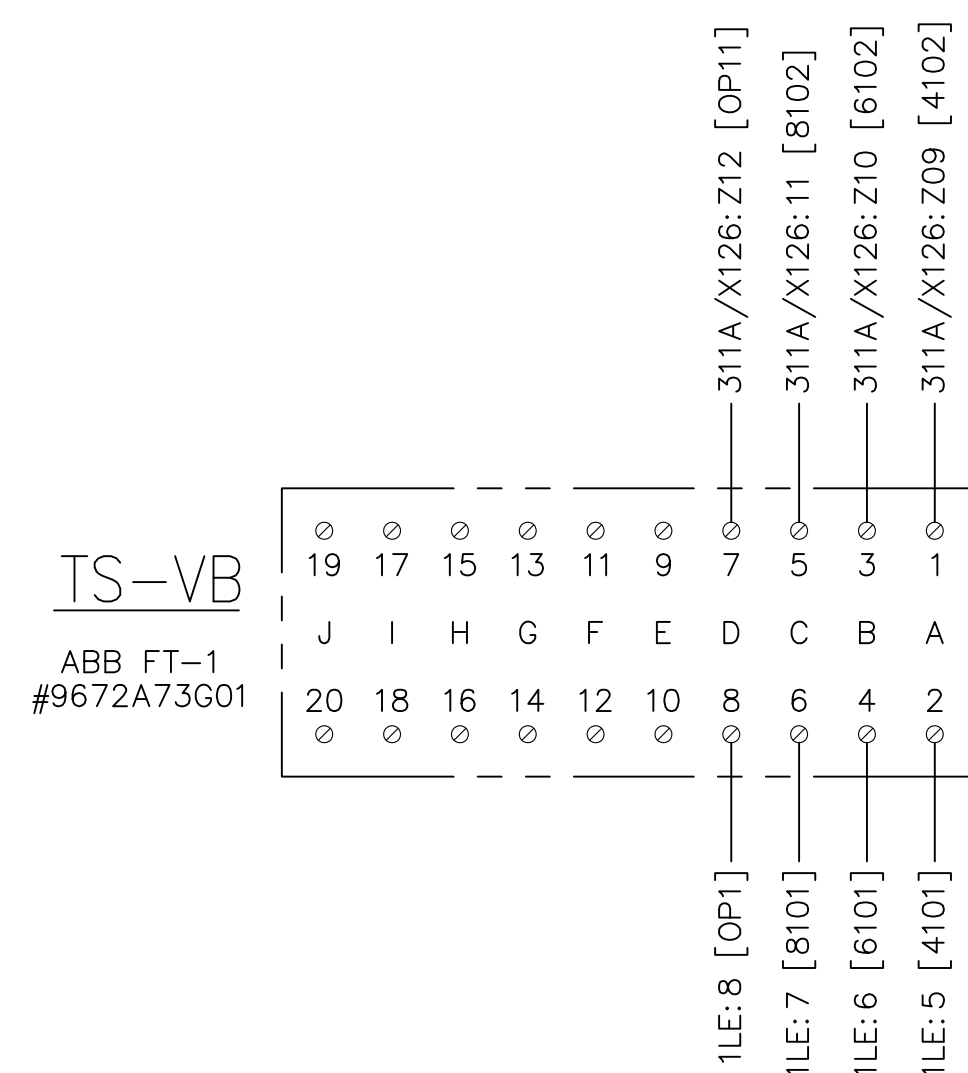 311A/X126:Z12 [OP11]
311A/X126:11 [8102]
311A/X126:Z10 [6102]
311A/X126:Z09 [4102]
TS-VB
ABB FT-1
#9672A73G01
19 17 15 13 11 9 7 5 3 1
J I H G F E D C B A
20 18 16 14 12 10 8 6 4 2
1LE:8 [OP1]
1LE:7 [8101]
1LE:6 [6101]
1LE:5 [4101]